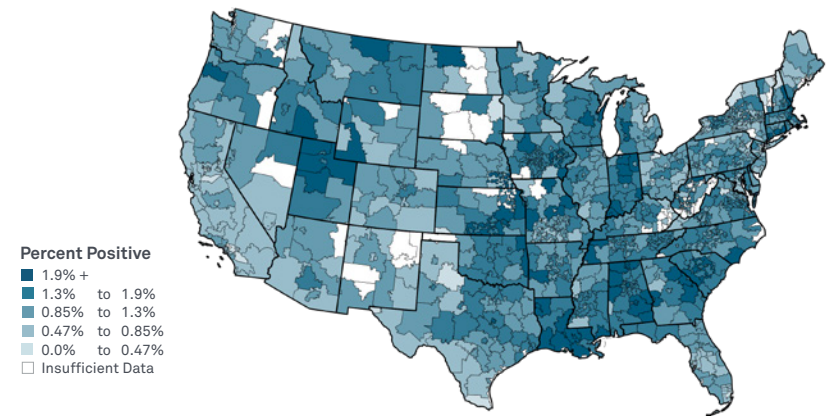 Percent Positive
1.9% +
1.3% to 1.9%
0.85% to 1.3%
0.47% to 0.85%
0.0% to 0.47%
Insufficient Data